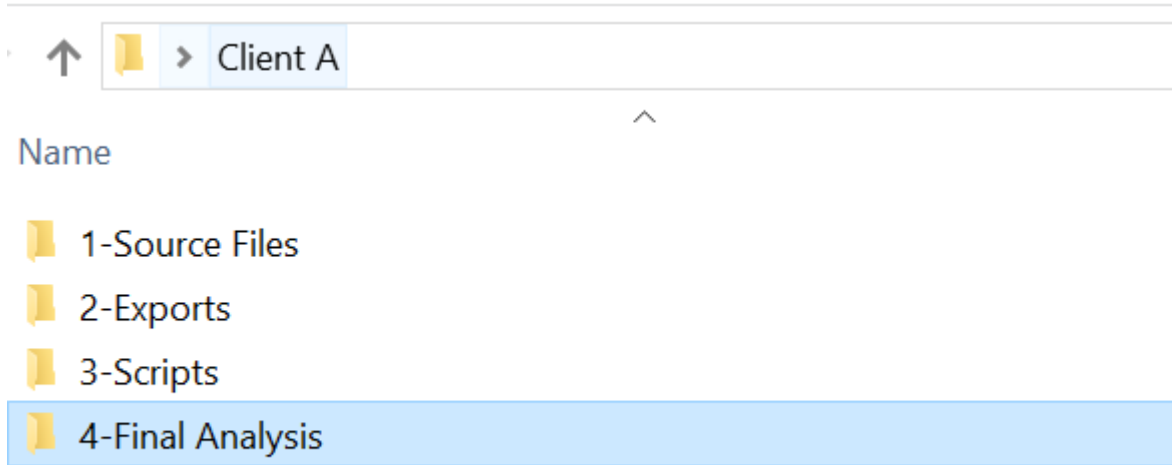 Client A
Name
1-Source Files
2-Exports
3-Scripts
4-Final Analysis